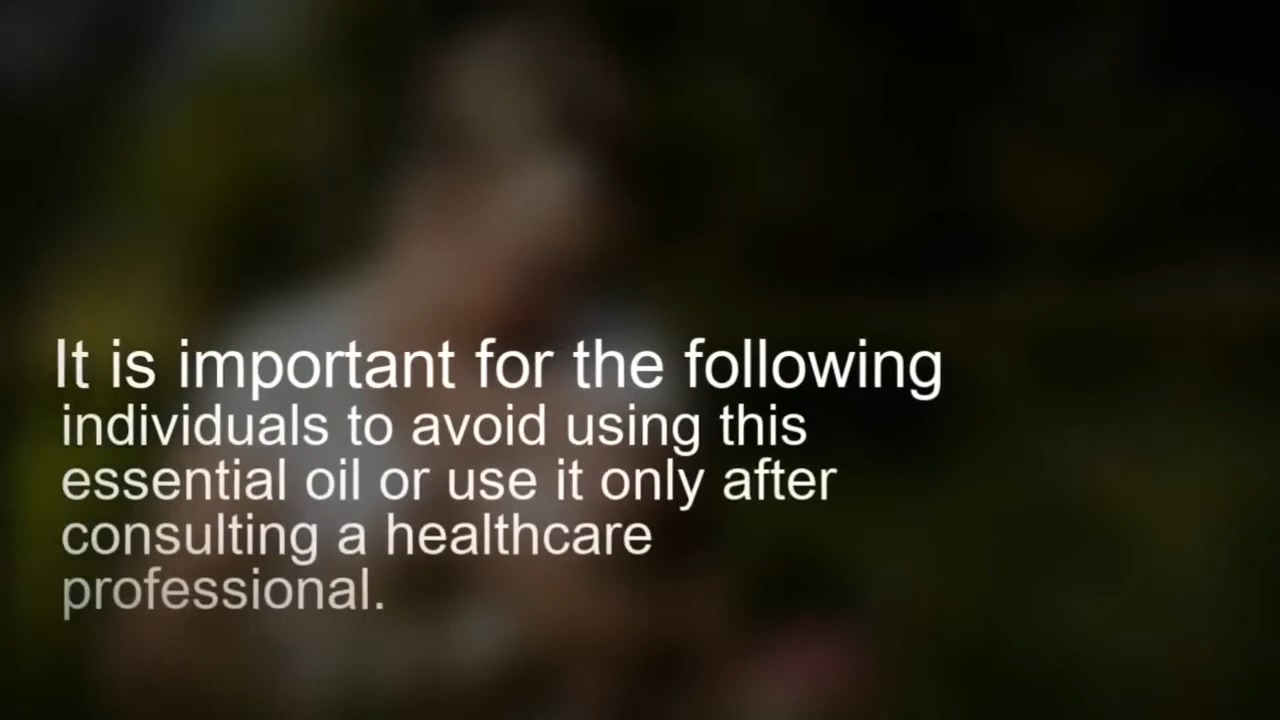 It is important for the following
individuals to avoid using this
essential oil or use it only after
consulting a healthcare
professional.